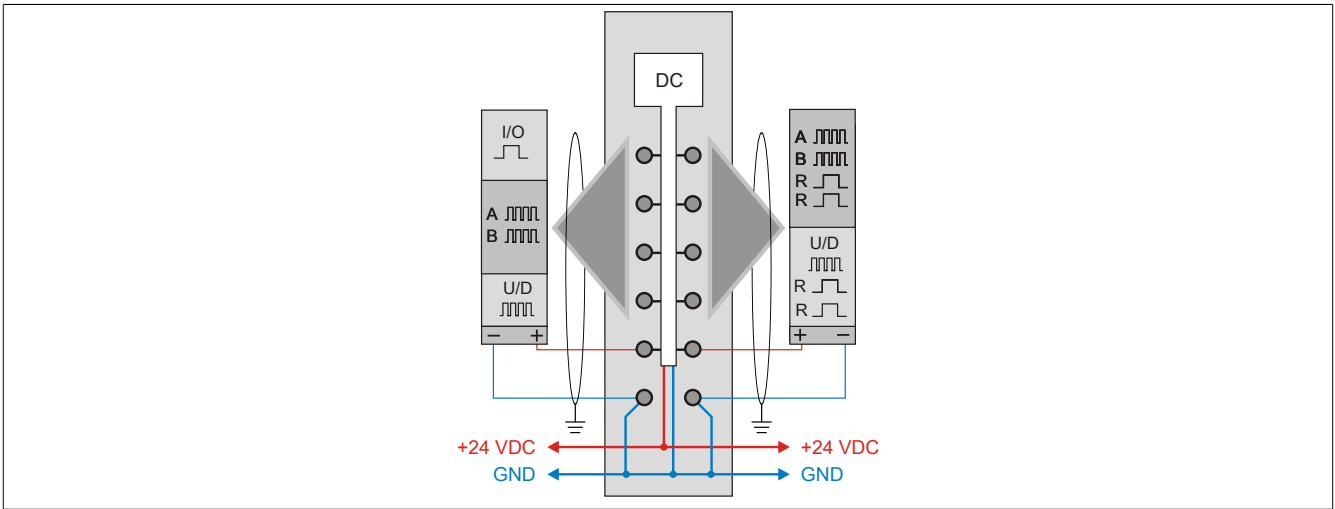 DC
I/O
A
B
U/D
− +
A
B
R
R
U/D
R
R
+ −
+24 VDC
+24 VDC
GND
GND